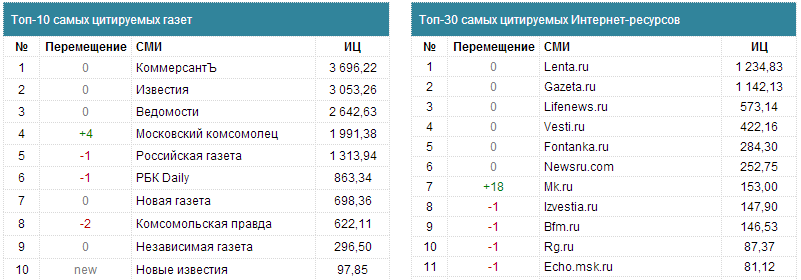 Топ-10 самых цитируемых газет
№ Перемещение СМИ ИЦ
1 0 КоммерсантЪ 3 696,22
2 0 Известия 3 053,26
3 0 Ведомости 2 642,63
4 +4 Московский комсомолец 1 991,38
5 -1 Российская газета 1 313,94
6 -1 РБК Daily 863,34
7 0 Новая газета 698,36
8 -2 Комсомольская правда 622,11
9 0 Независимая газета 296,50
10 new Новые известия 97,85
Топ-30 самых цитируемых Интернет-ресурсов
№ Перемещение СМИ ИЦ
1 0 Lenta.ru 1 234,83
2 0 Gazeta.ru 1 142,13
3 0 Lifenews.ru 573,14
4 0 Vesti.ru 422,16
5 0 Fontanka.ru 284,30
6 0 Newsru.com 252,75
7 +18 Mk.ru 153,00
8 -1 Izvestia.ru 147,90
9 -1 Bfm.ru 146,53
10 -1 Rg.ru 87,37
11 -1 Echo.msk.ru 81,12